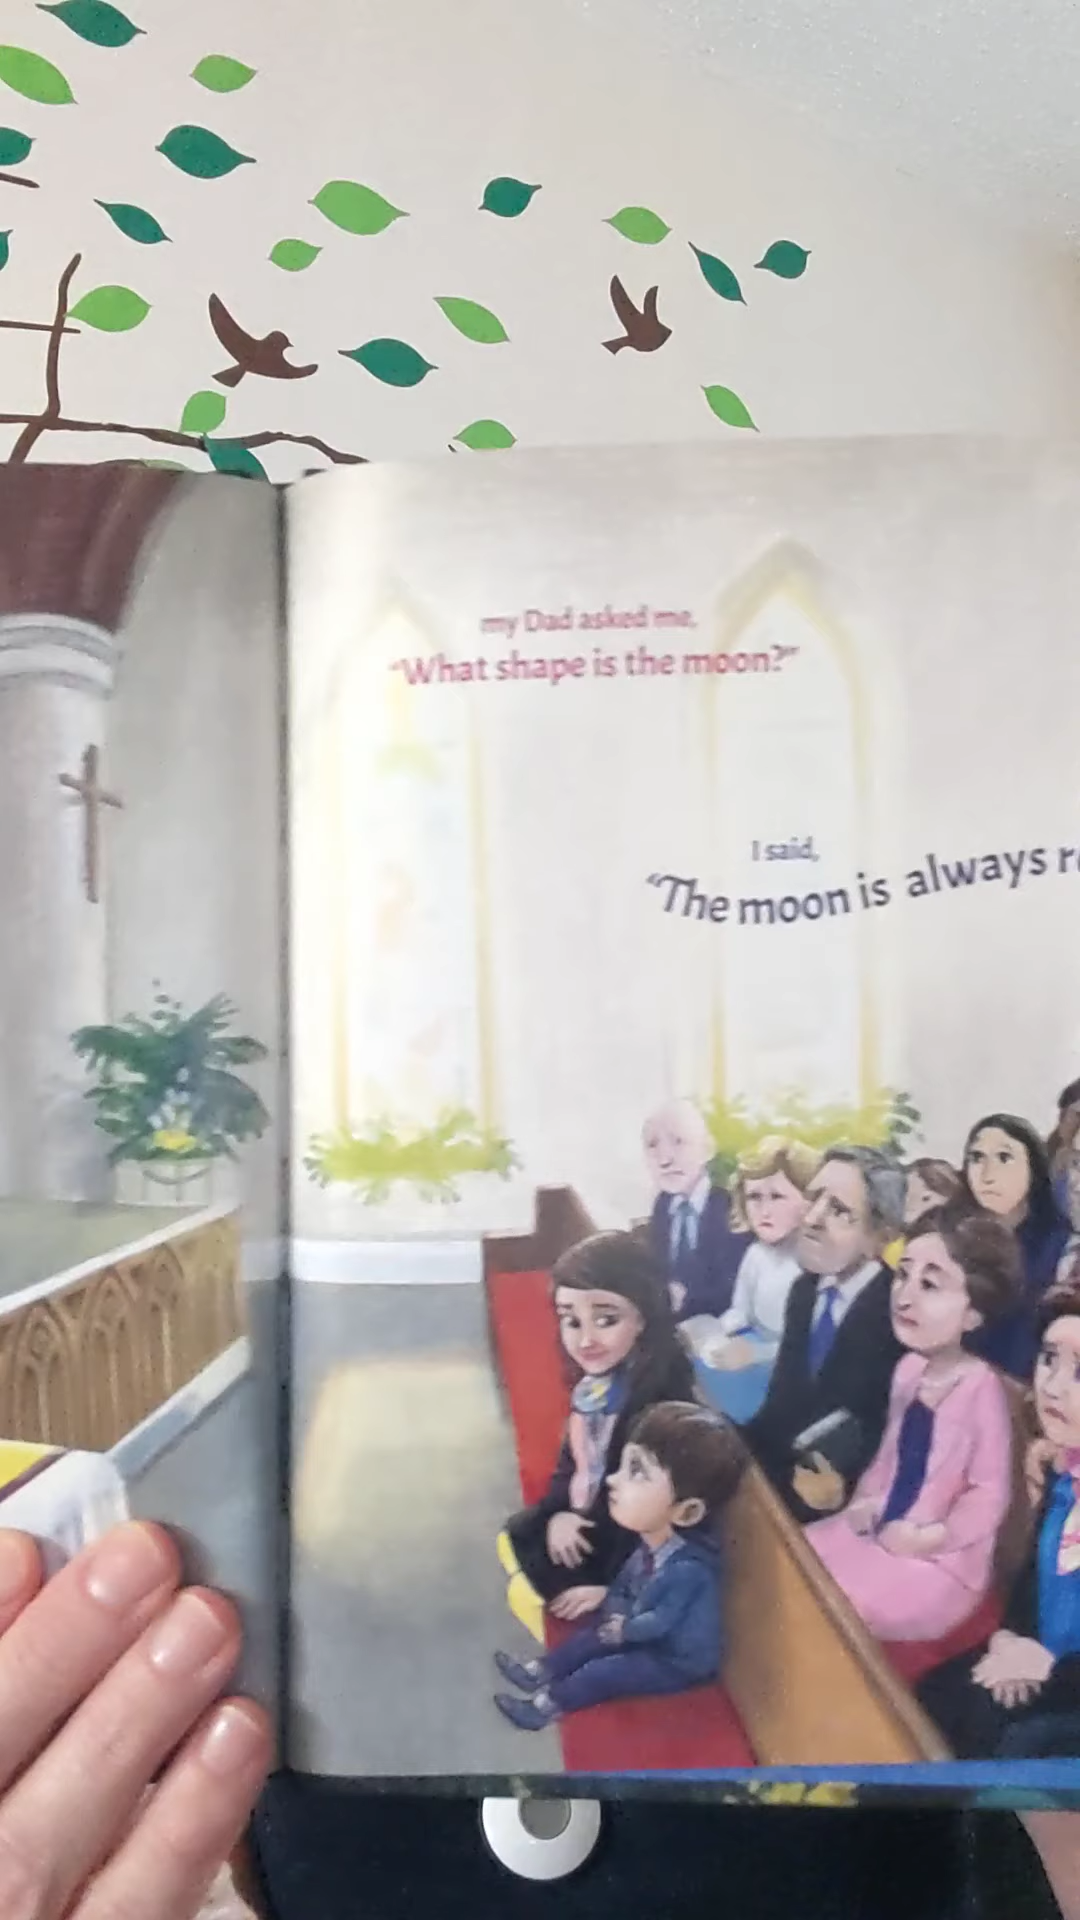 my Dad asked me,
"What shape is the moon?"
I said,
"The moon is always